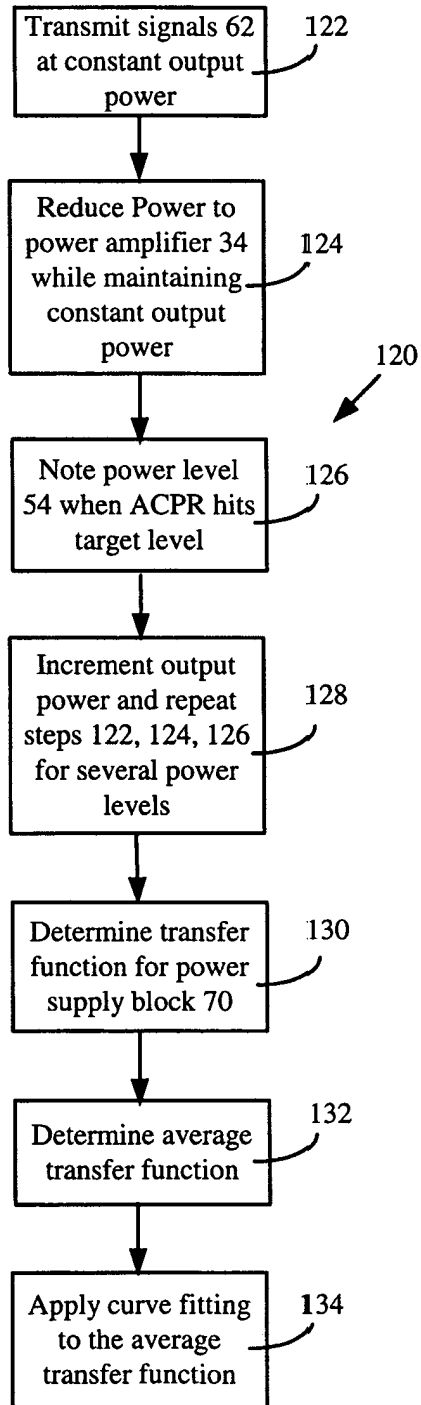 Transmit signals 62
at constant output
power
122
Reduce Power to
power amplifier 34
while maintaining
constant output
power
124
120
Note power level
54 when ACPR hits
target level
126
Increment output
power and repeat
steps 122, 124, 126
for several power
levels
128
Determine transfer
function for power
supply block 70
130
Determine average
transfer function
132
Apply curve fitting
to the average
transfer function
134